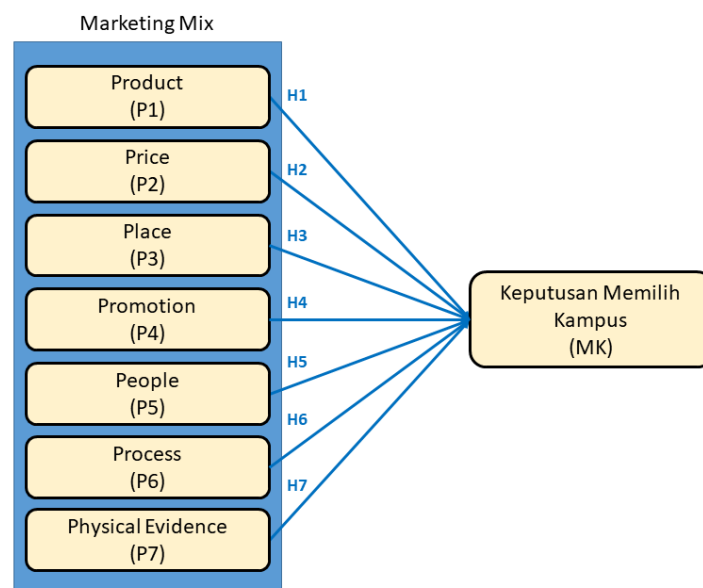 Marketing Mix
Product
(P1)
H1
Price
(P2)
H2
Place
(P3)
H3
Promotion
(P4)
H4
People
(P5)
H5
Process
(P6)
H6
Physical Evidence
(P7)
H7
Keputusan Memilih
Kampus
(MK)